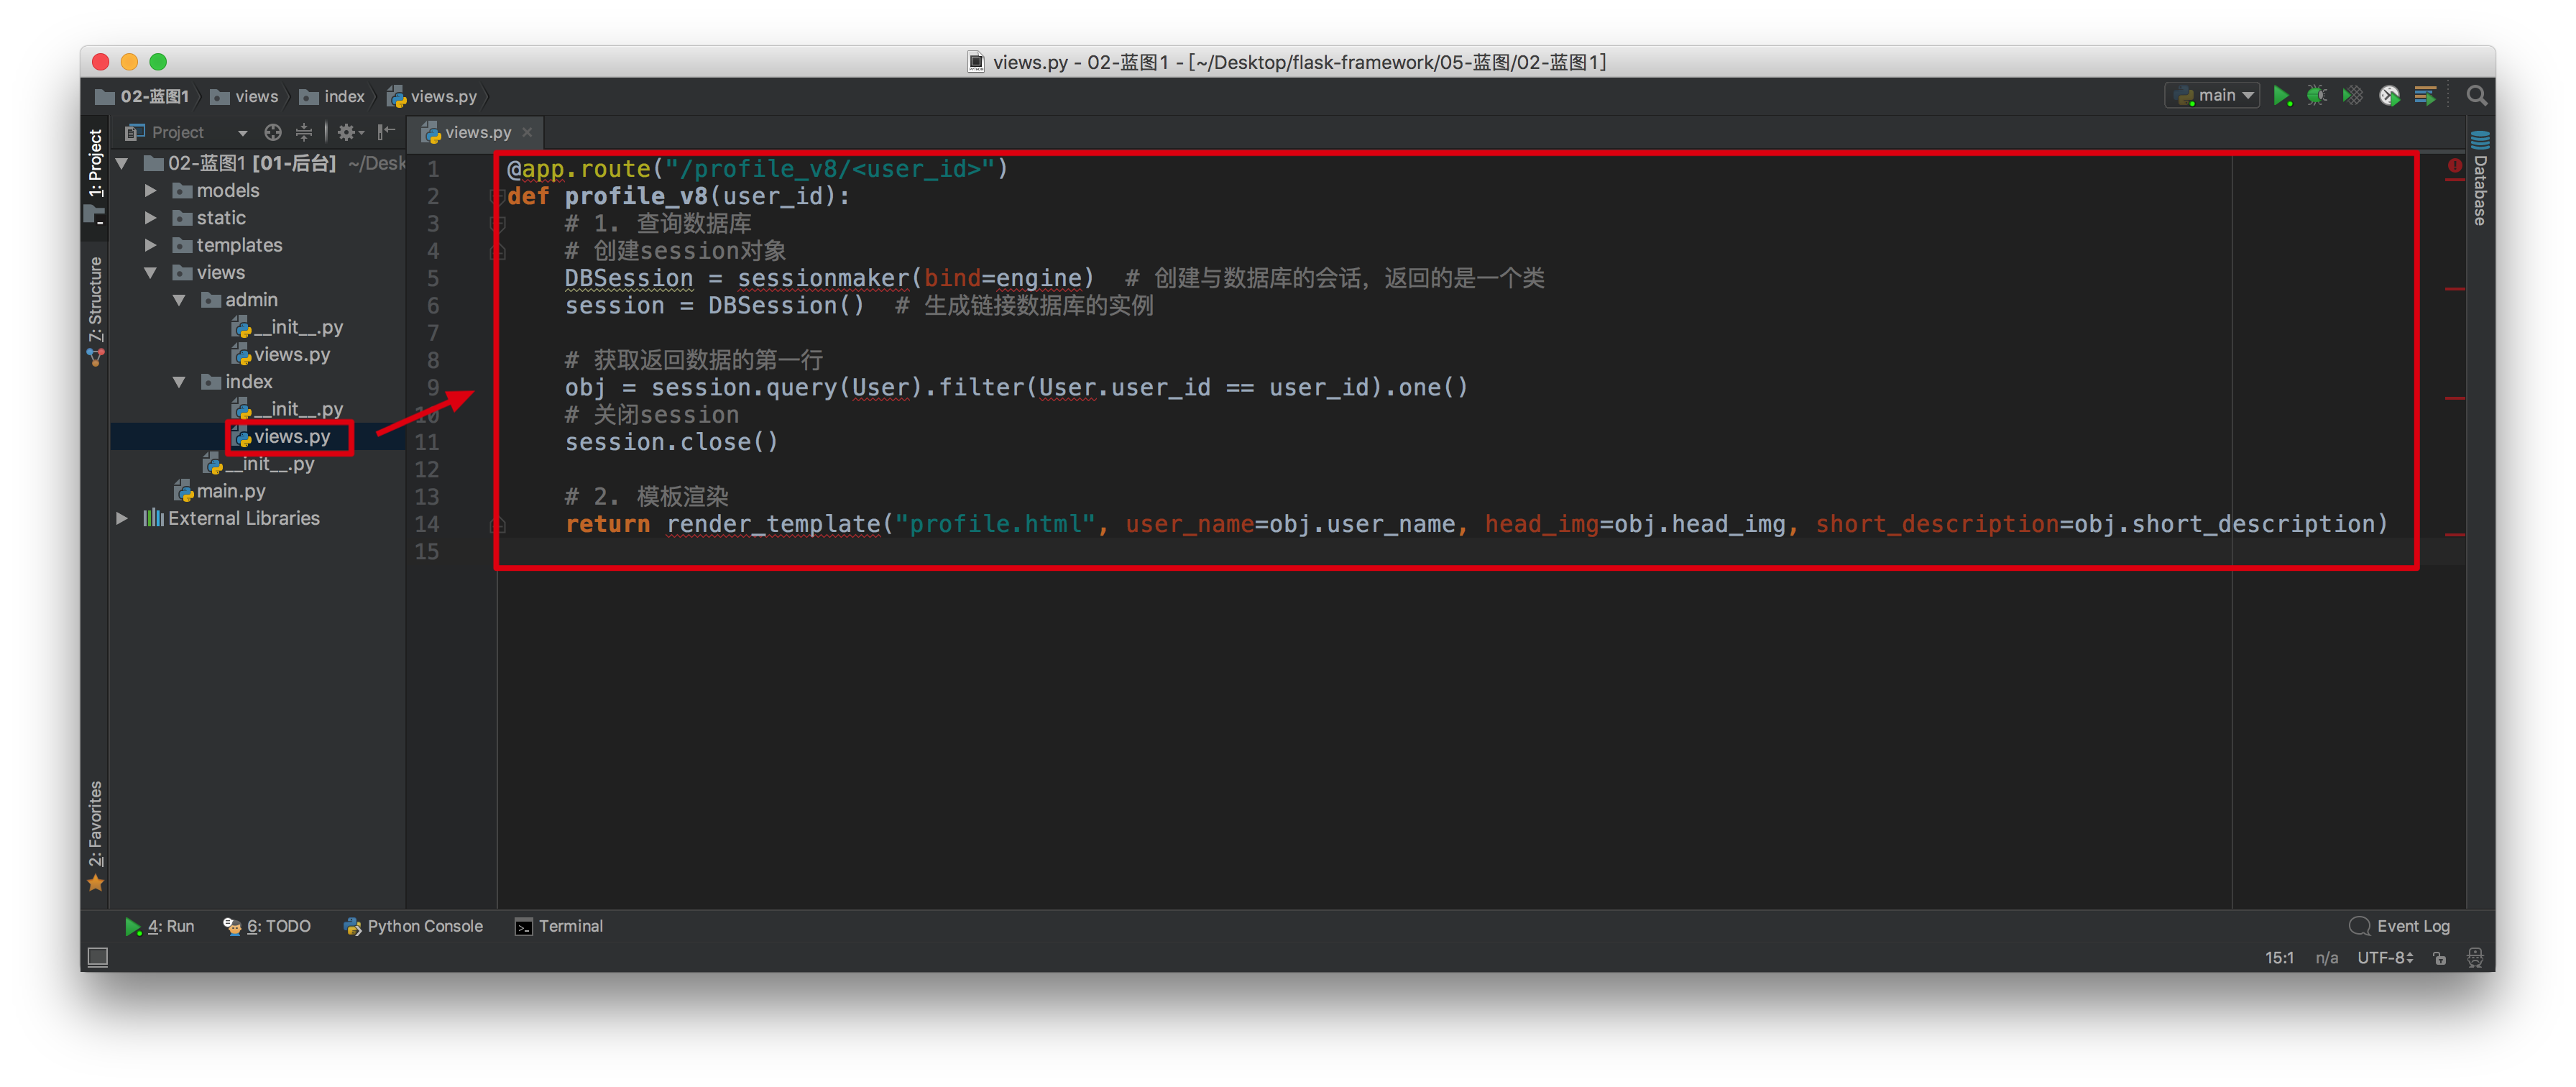 views.py - 02-蓝图1 - [~/Desktop/flask-framework/05-蓝图/02-蓝图1]
02-蓝图1 views index views.py
main
1: Project
Project
views.py
02-蓝图1 [01-后台] ~/Desk
models
static
templates
views
admin
__init__.py
views.py
index
__init__.py
views.py
__init__.py
main.py
External Libraries
7: Structure
2: Favorites
Database
1 @app.route("/profile_v8/<user_id>")
2 def profile_v8(user_id):
3 # 1. 查询数据库
4 # 创建session对象
5 DBSession = sessionmaker(bind=engine)  # 创建与数据库的会话，返回的是一个类
6 session = DBSession()  # 生成链接数据库的实例
7
8 # 获取返回数据的第一行
9 obj = session.query(User).filter(User.user_id == user_id).one()
10 # 关闭session
11 session.close()
12
13 # 2. 模板渲染
14 return render_template("profile.html", user_name=obj.user_name, head_img=obj.head_img, short_description=obj.short_description)
15
4: Run 6: TODO Python Console Terminal Event Log
15:1 n/a UTF-8